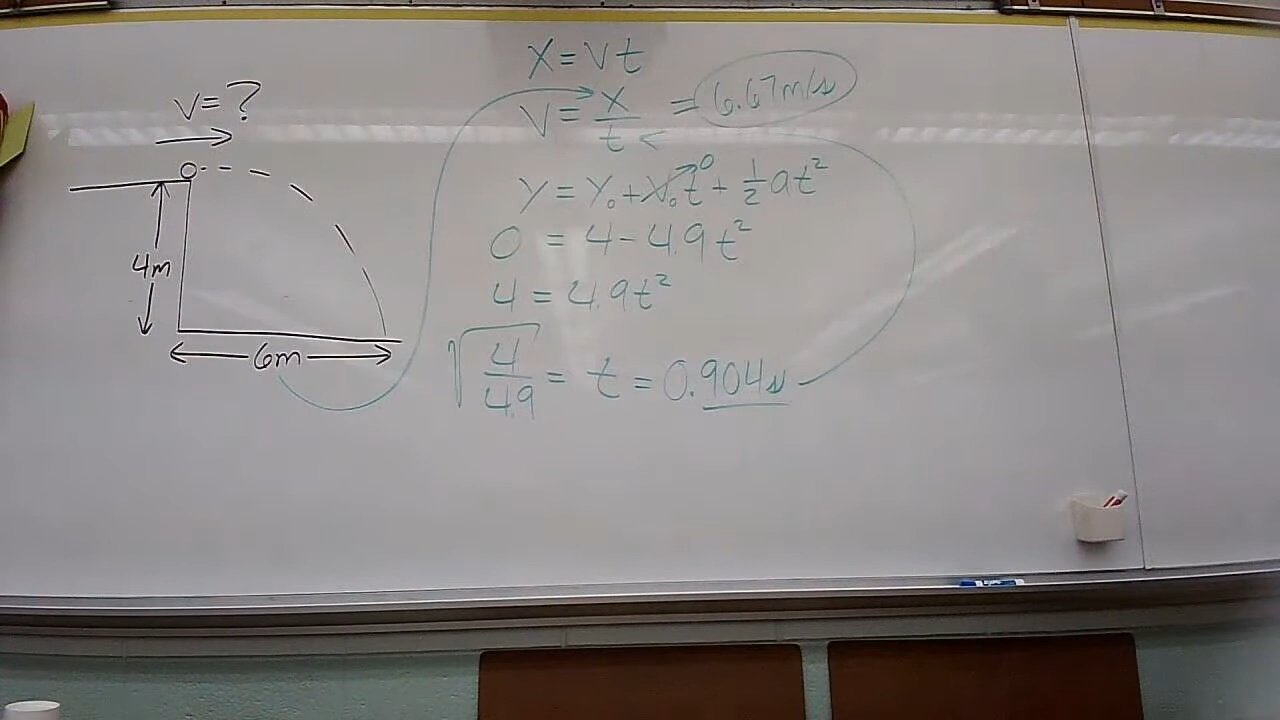 V=?
4m
6m
X=Vt
V=x/t = 6.67m/s
y=y₀+v₀t⁰+½at²
0 = 4-4.9t²
4=4.9t²
√4/4.9 = t = 0.904s